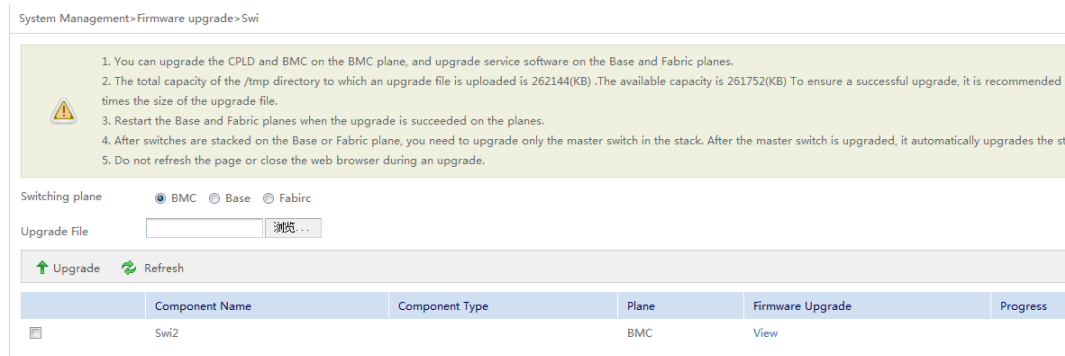 System Management>Firmware upgrade>Swi
1. You can upgrade the CPLD and BMC on the BMC plane, and upgrade service software on the Base and Fabric planes.
2. The total capacity of the /tmp directory to which an upgrade file is uploaded is 262144(KB) .The available capacity is 261752(KB) To ensure a successful upgrade, it is recommended
times the size of the upgrade file.
3. Restart the Base and Fabric planes when the upgrade is succeeded on the planes.
4. After switches are stacked on the Base or Fabric plane, you need to upgrade only the master switch in the stack. After the master switch is upgraded, it automatically upgrades the st
5. Do not refresh the page or close the web browser during an upgrade.
Switching plane BMC Base Fabirc
Upgrade File 浏览...
Upgrade Refresh
Component Name Component Type Plane Firmware Upgrade Progress
Swi2 BMC View